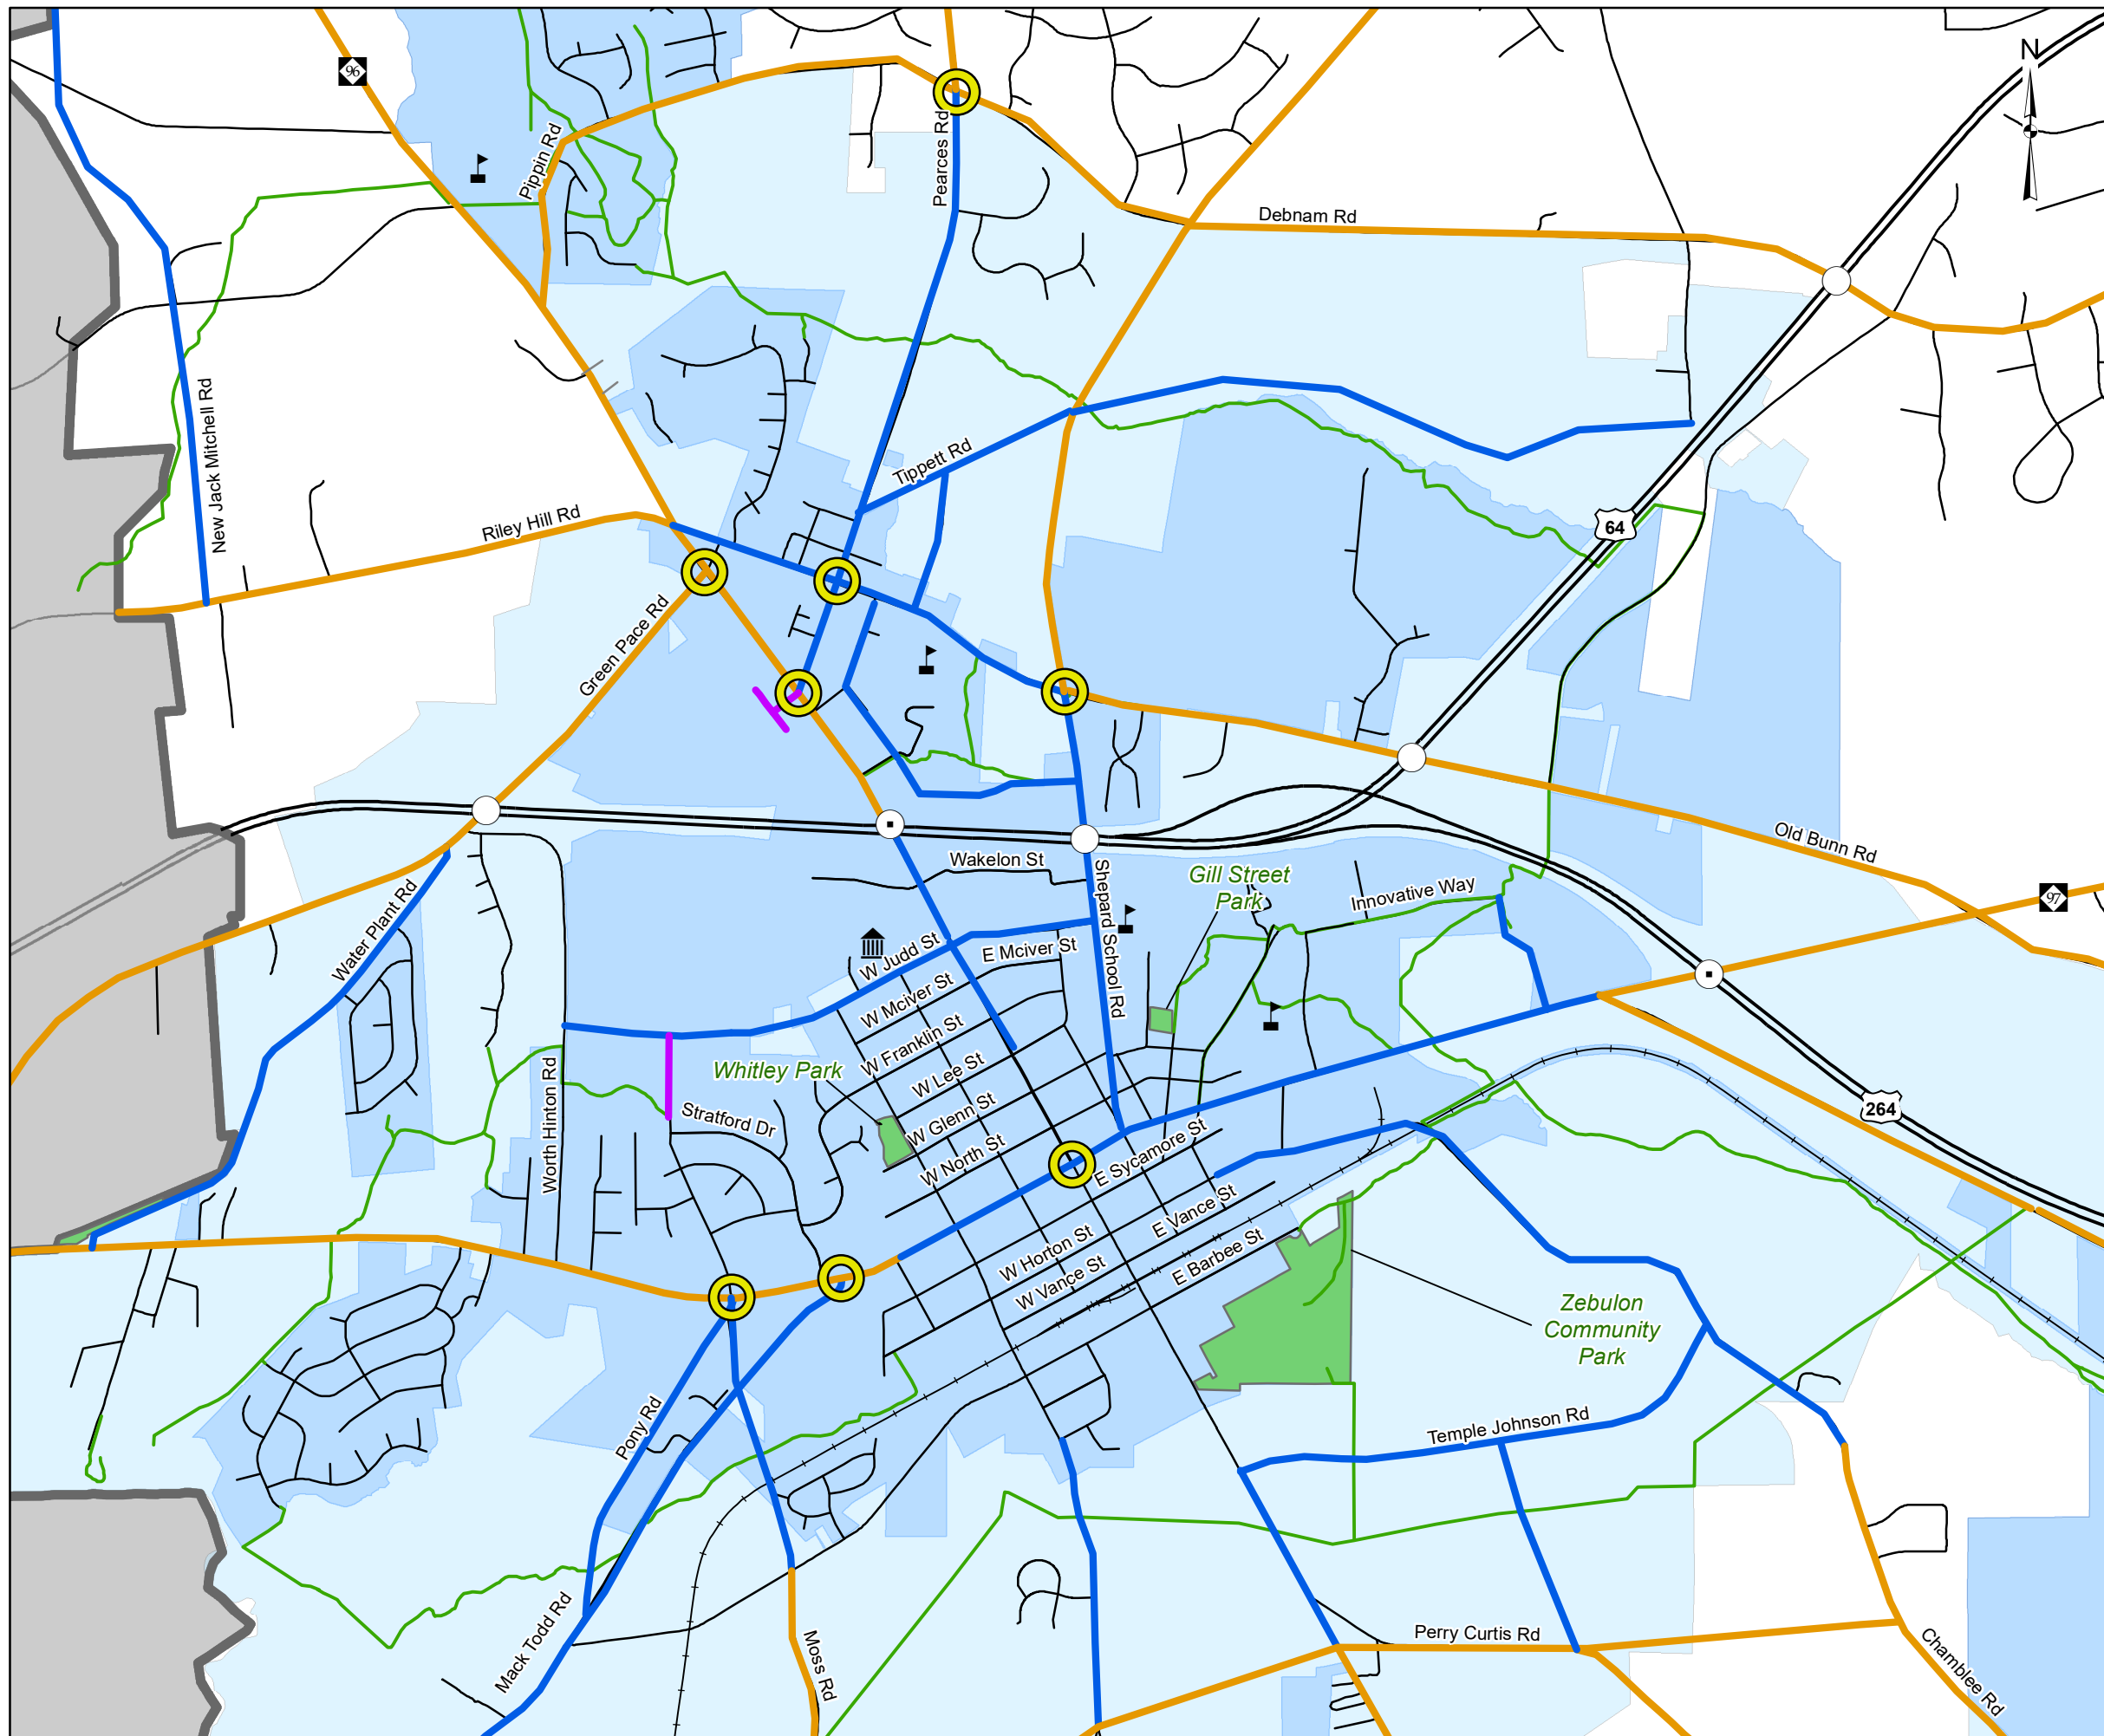 N
96
Pippin Rd
Pearces Rd
Debnam Rd
New Jack Mitchell Rd
Tippett Rd
Riley Hill Rd
64
Green Pace Rd
Old Bunn Rd
Wakelon St
Gill Street
Park
Innovative Way
97
Water Plant Rd
Shepard School Rd
W Judd St
E Mciver St
W Mciver St
W Franklin St
Whitley Park
W Lee St
Worth Hinton Rd
Stratford Dr
W Glenn St
264
W North St
E Sycamore St
E Vance St
W Horton St
E Barbee St
W Vance St
Zebulon
Community
Park
Pony Rd
Temple Johnson Rd
Mack Todd Rd
Moss Rd
Perry Curtis Rd
Chamblee Rd